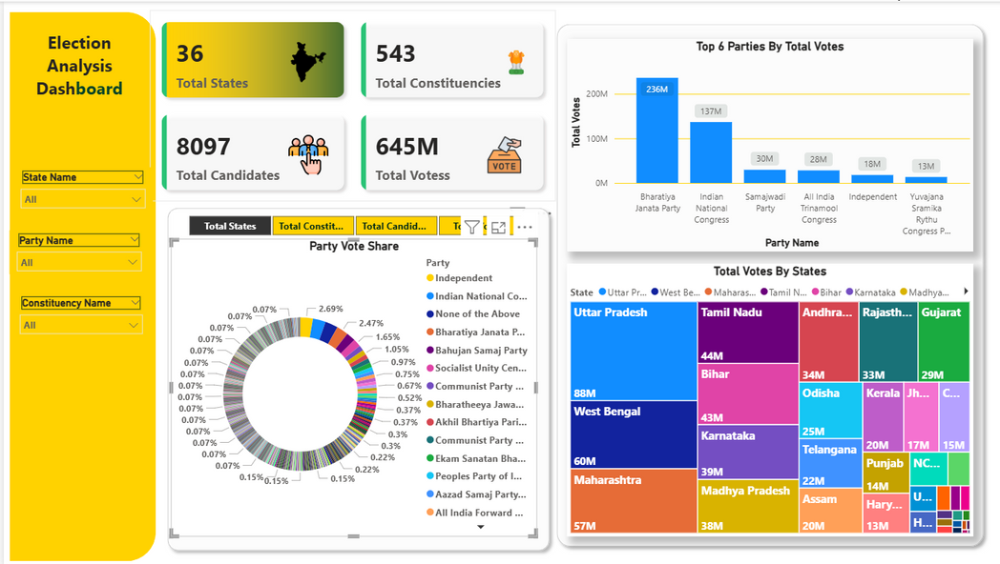 Election
Analysis
Dashboard
State Name
All
Party Name
All
Constituency Name
All
36
Total States
543
Total Constituencies
8097
Total Candidates
645M
Total Votess
VOTE
Total States
Total Constit...
Total Candid...
Party Vote Share
0.07%
0.07%
0.07%
0.07%
0.07%
0.07%
0.07%
0.07%
0.07%
0.07%
0.07%
0.07%
0.07%
0.15%
0.15%
2.69%
2.47%
1.65%
1.05%
0.97%
0.75%
0.67%
0.52%
0.37%
0.37%
0.3%
0.3%
0.22%
0.22%
0.15%
Party
Independent
Indian National Co...
None of the Above
Bharatiya Janata P...
Bahujan Samaj Party
Socialist Unity Cen...
Communist Party ...
Bharatheeya Jawa...
Akhil Bhartiya Pari...
Communist Party ...
Ekam Sanatan Bha...
Peoples Party of I...
Aazad Samaj Party...
All India Forward ...
Top 6 Parties By Total Votes
Total Votes
200M
100M
0M
236M
137M
30M
28M
18M
13M
Bharatiya
Janata Party
Indian
National
Congress
Samajwadi
Party
All India
Trinamool
Congress
Independent
Yuvajana
Sramika
Rythu
Congress P...
Party Name
Total Votes By States
State Uttar Pr... West Be... Maharas... Tamil N... Bihar Karnataka Madhya...
Uttar Pradesh
88M
West Bengal
60M
Maharashtra
57M
Tamil Nadu
44M
Bihar
43M
Karnataka
39M
Madhya Pradesh
38M
Andhra...
34M
Rajasth...
33M
Gujarat
29M
Odisha
25M
Telangana
22M
Assam
20M
Kerala
20M
Jh...
17M
C...
15M
Punjab
14M
Hary...
13M
NC...
U...
H...